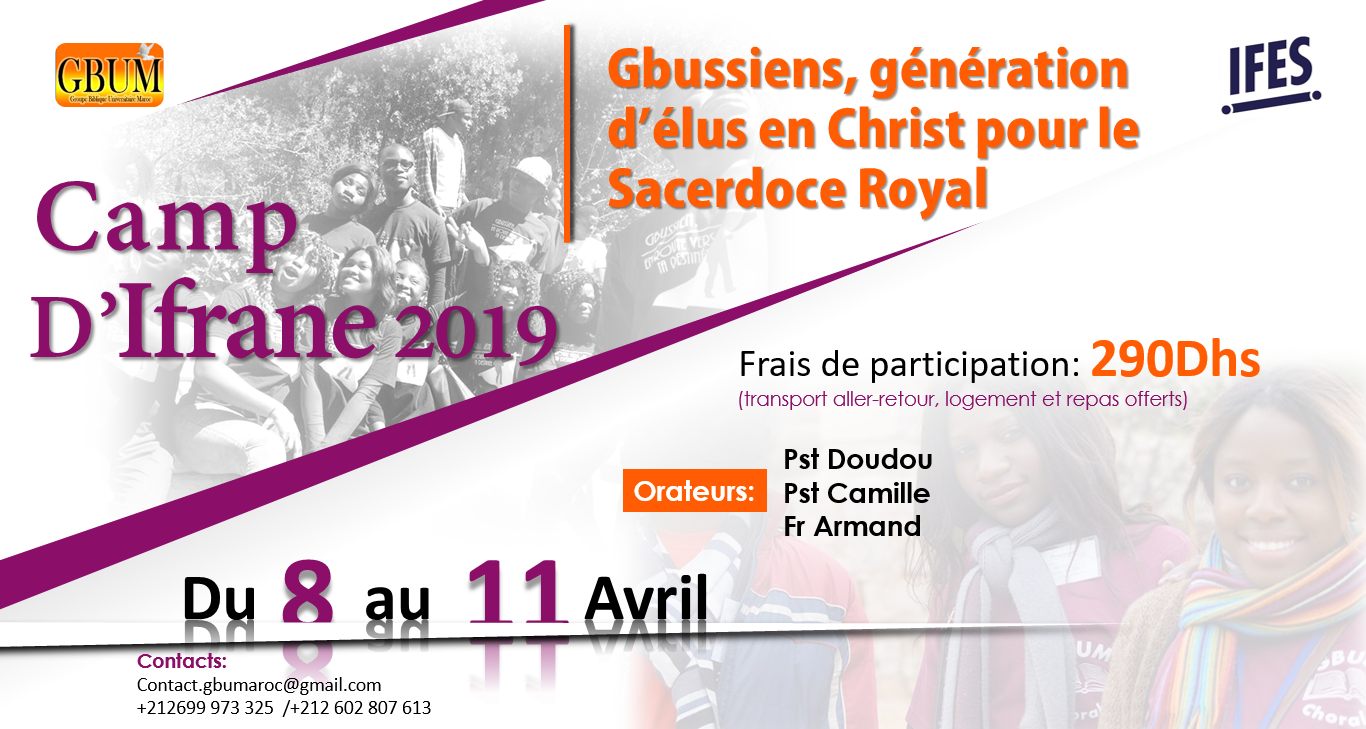 GBUM
Groupe Biblique Universitaire Maroc
IFES
Gbussiens, génération
d'élus en Christ pour le
Sacerdoce Royal
Camp
D'Ifrane 2019
Frais de participation: 290Dhs
(transport aller-retour, logement et repas offerts)
Orateurs:
Pst Doudou
Pst Camille
Fr Armand
Du 8 au 11 Avril
Contacts:
Contact.gbumaroc@gmail.com
+212699 973 325 /+212 602 807 613
GBUM
Chorale